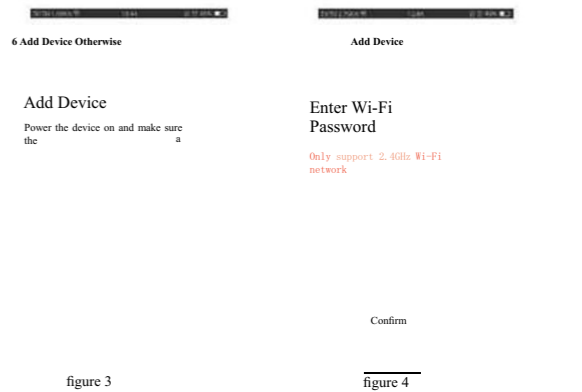 6 Add Device Otherwise
Add Device
Power the device on and make sure
the a
figure 3
Add Device
Enter Wi-Fi
Password
Only support 2.4GHz Wi-Fi
network
Confirm
figure 4